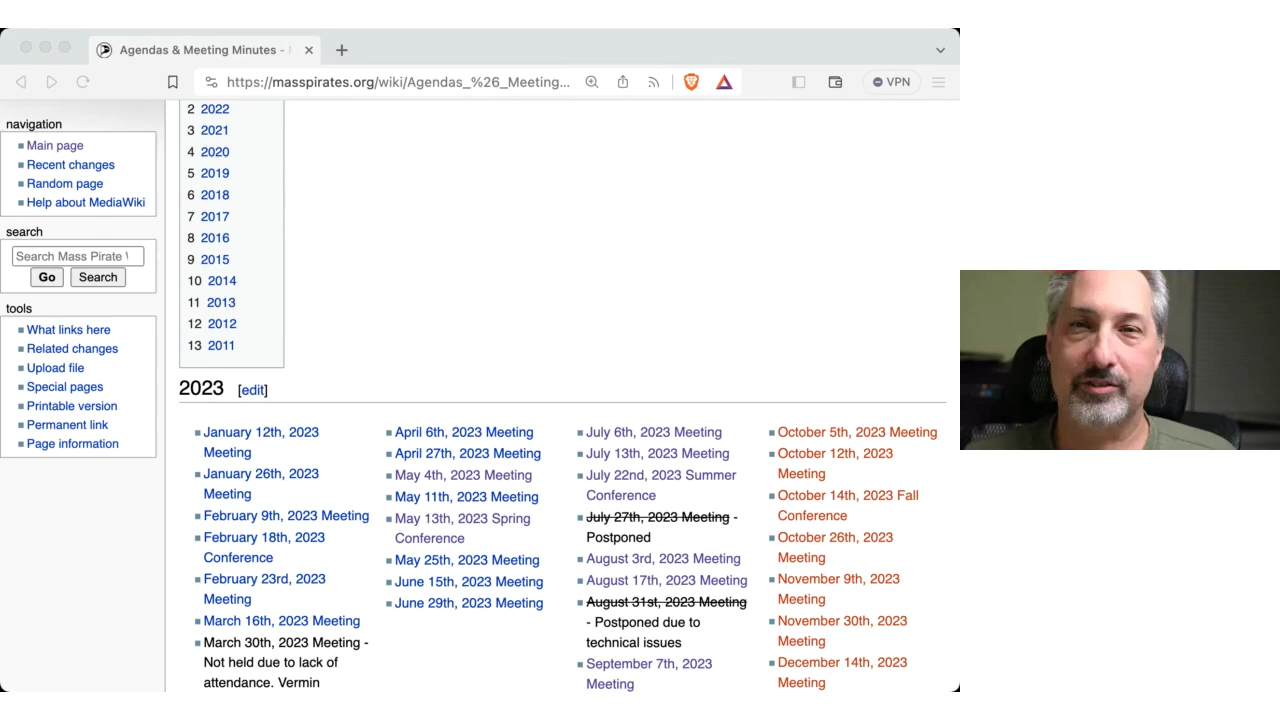 Agendas & Meeting Minutes -
https://masspirates.org/wiki/Agendas_%26_Meeting...
VPN
navigation
Main page
Recent changes
Random page
Help about MediaWiki
search
Search Mass Pirate
Go
Search
tools
What links here
Related changes
Upload file
Special pages
Printable version
Permanent link
Page information
2 2022
3 2021
4 2020
5 2019
6 2018
7 2017
8 2016
9 2015
10 2014
11 2013
12 2012
13 2011
2023 [edit]
January 12th, 2023
Meeting
January 26th, 2023
Meeting
February 9th, 2023 Meeting
February 18th, 2023
Conference
February 23rd, 2023
Meeting
March 16th, 2023 Meeting
March 30th, 2023 Meeting -
Not held due to lack of
attendance. Vermin
April 6th, 2023 Meeting
April 27th, 2023 Meeting
May 4th, 2023 Meeting
May 11th, 2023 Meeting
May 13th, 2023 Spring
Conference
May 25th, 2023 Meeting
June 15th, 2023 Meeting
June 29th, 2023 Meeting
July 6th, 2023 Meeting
July 13th, 2023 Meeting
July 22nd, 2023 Summer
Conference
July 27th, 2023 Meeting -
Postponed
August 3rd, 2023 Meeting
August 17th, 2023 Meeting
August 31st, 2023 Meeting
- Postponed due to
technical issues
September 7th, 2023
Meeting
October 5th, 2023 Meeting
October 12th, 2023
Meeting
October 14th, 2023 Fall
Conference
October 26th, 2023
Meeting
November 9th, 2023
Meeting
November 30th, 2023
Meeting
December 14th, 2023
Meeting